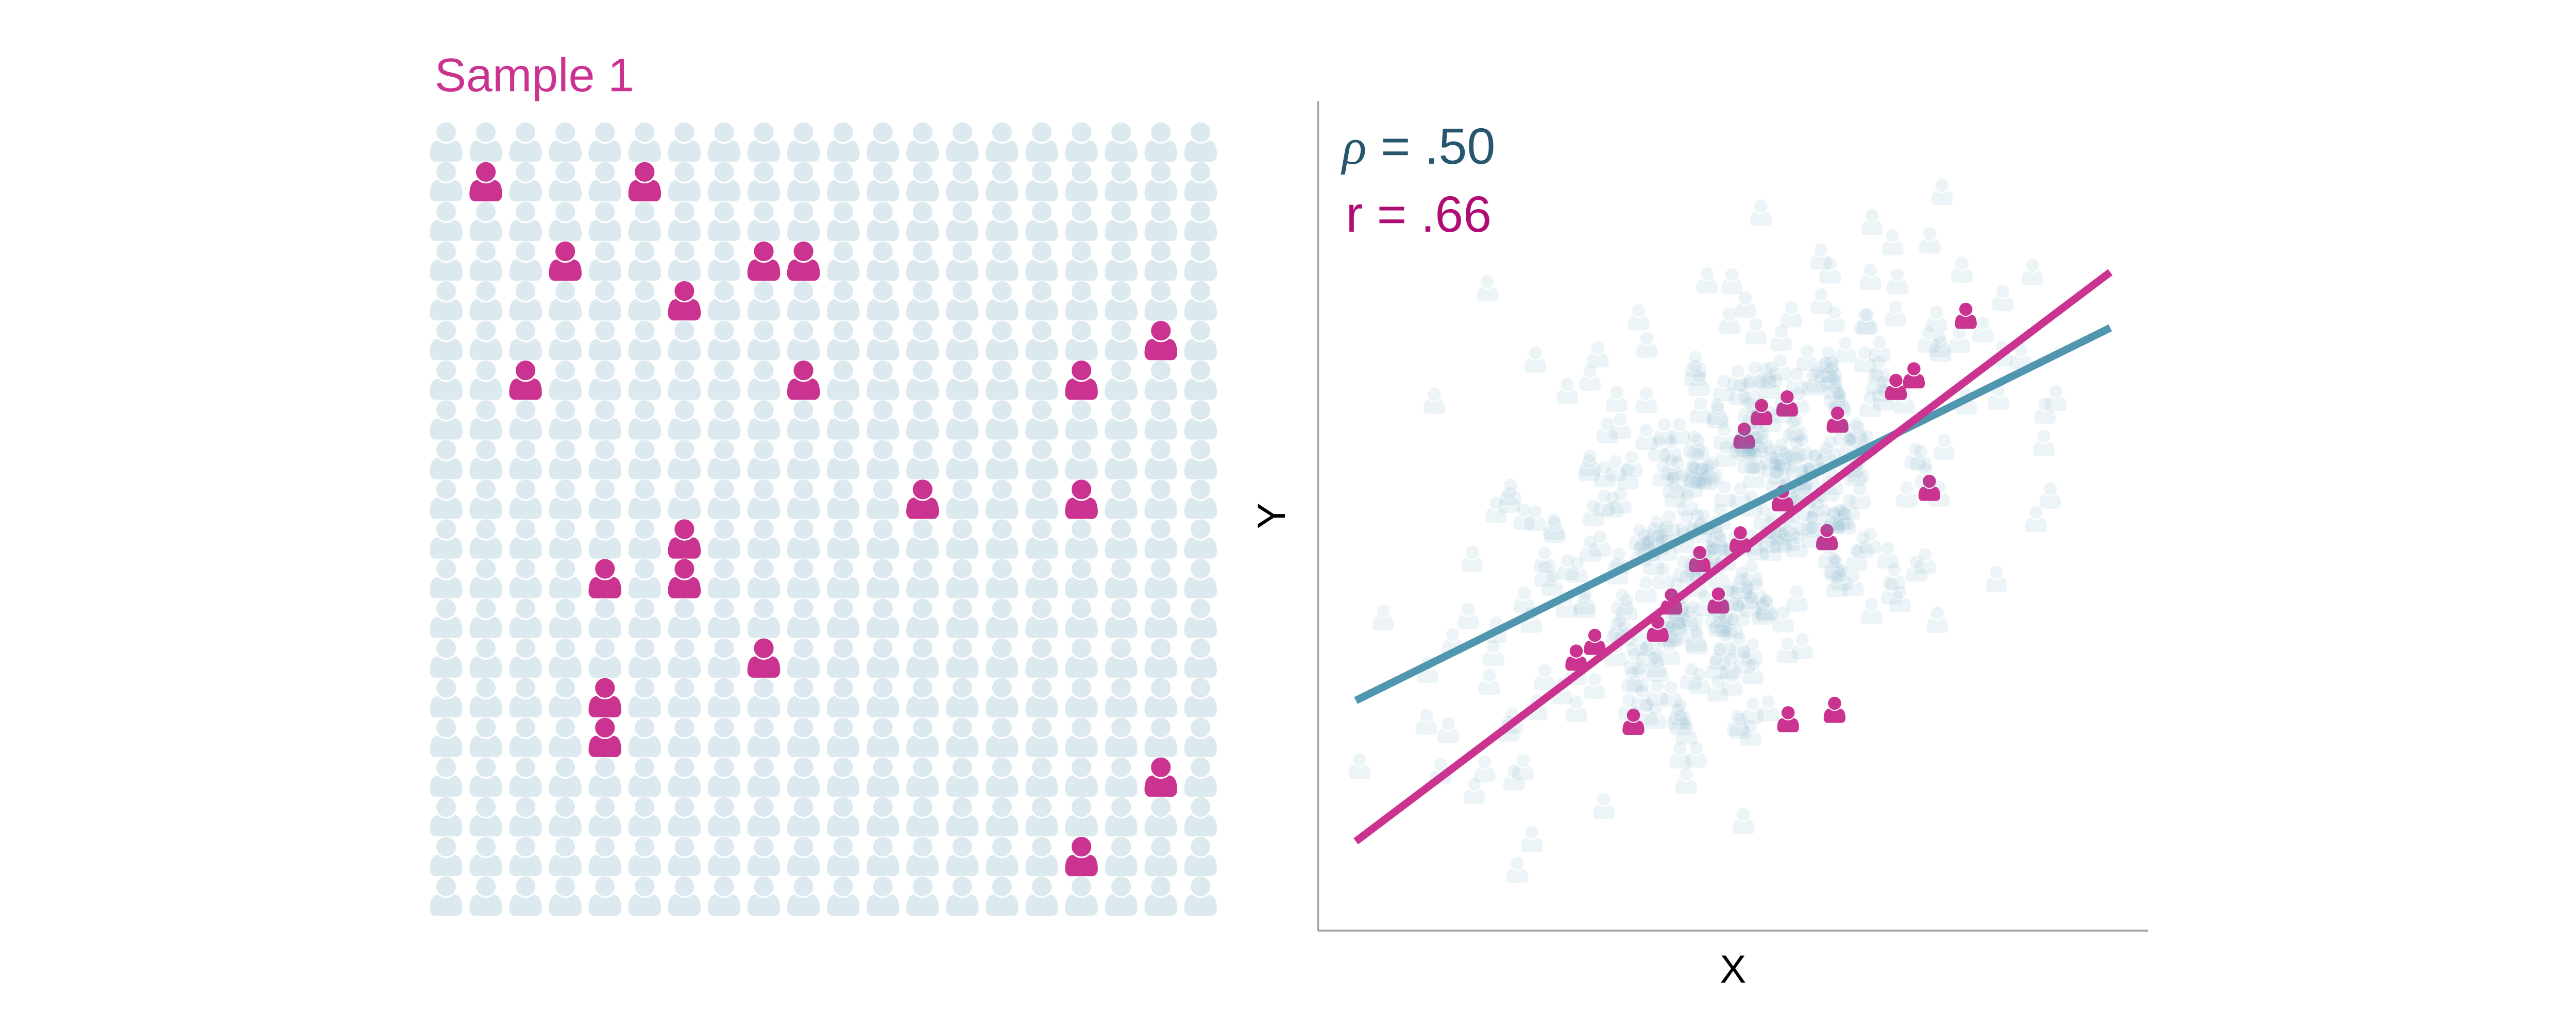 Sample 1
ρ = .50
r = .66
Y
X